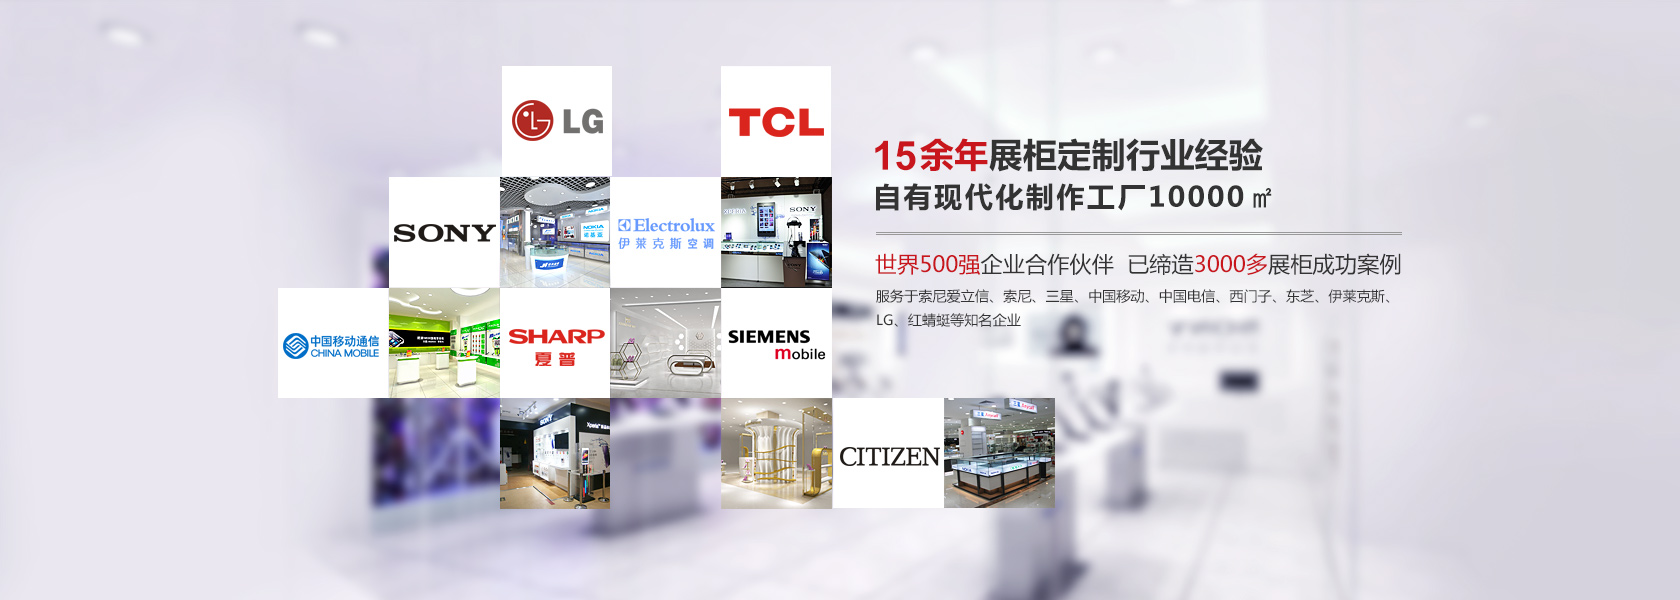 LG
TCL
15余年展柜定制行业经验
自有现代化制作工厂10000㎡
SONY
NOKIA
诺基亚
Electrolux
伊莱克斯空调
SONY
世界500强企业合作伙伴 已缔造3000多展柜成功案例
服务于索尼爱立信、索尼、三星、中国移动、中国电信、西门子、东芝、伊莱克斯、
LG、红蜻蜓等知名企业
中国移动通信
CHINA MOBILE
SHARP
夏普
SIEMENS
mobile
SONY
CITIZEN